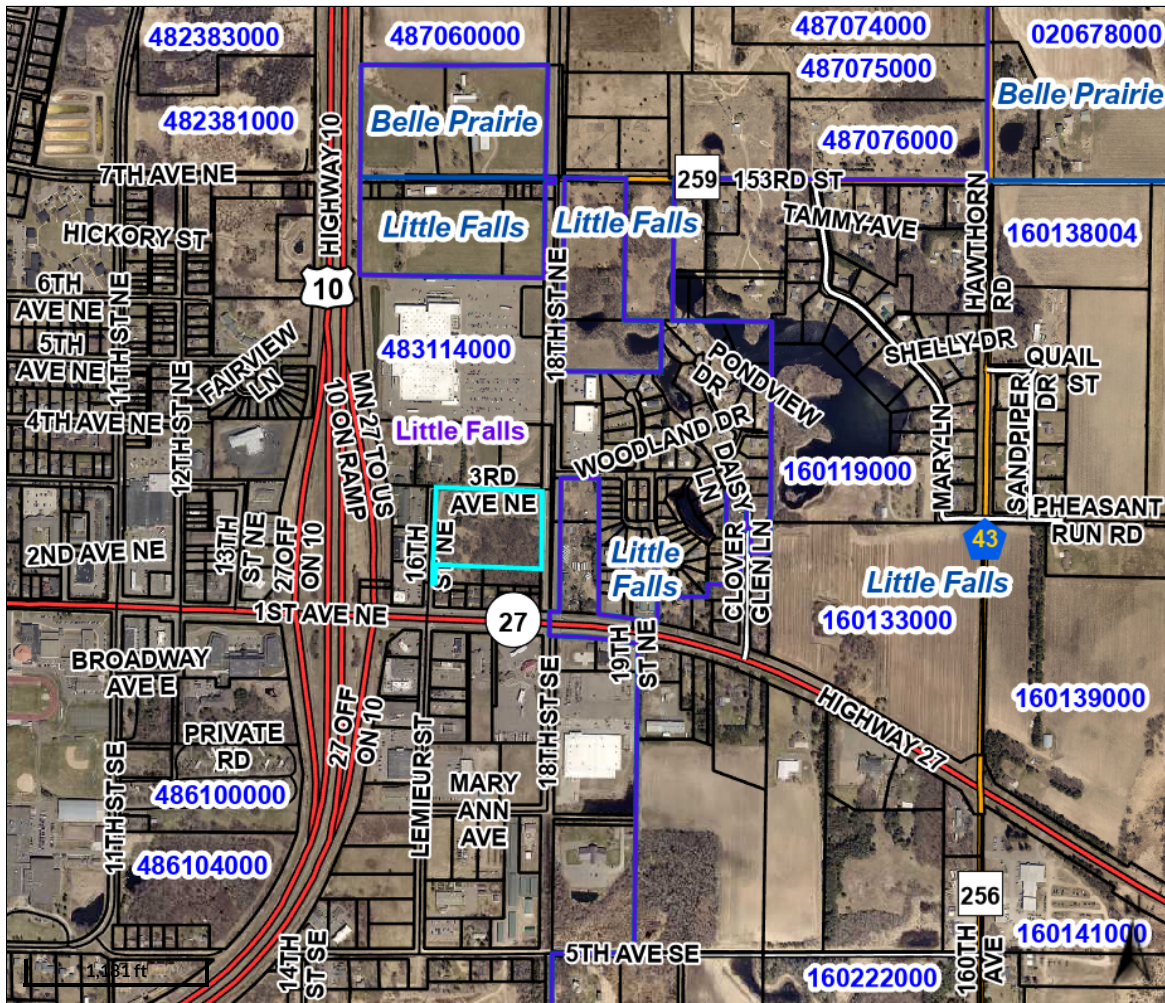 482383000
487060000
487074000
020678000
487075000
Belle Prairie
482381000
Belle Prairie
487076000
HIGHWAY 10
7TH AVE NE
259
153RD ST
HICKORY ST
Little Falls
Little Falls
TAMMY AVE
HAWTHORN
RD
160138004
6TH
AVE NE
11TH ST NE
10
18TH ST NE
5TH
AVE NE
FAIRVIEW
LN
483114000
PONDVIEW
DR
SHELLY DR
QUAIL
ST
4TH AVE NE
12TH ST NE
MN 27 TO US
10 ON RAMP
Little Falls
WOODLAND DR
DAISY
LN
160119000
MARY LN
SANDPIPER
DR
3RD
AVE NE
PHEASANT
RUN RD
2ND AVE NE
13TH
ST NE
27 OFF
ON 10
16TH
ST NE
Little
Falls
CLOVER
GLEN LN
43
Little Falls
1ST AVE NE
27
160133000
BROADWAY
AVE E
19TH
ST NE
HIGHWAY 27
160139000
PRIVATE
RD
27 OFF
ON 10
LEMIEUR ST
18TH ST SE
MARY
ANN
AVE
486100000
11TH ST SE
486104000
256
160141000
14TH
ST SE
5TH AVE SE
160222000
160TH
AVE
1,131 ft